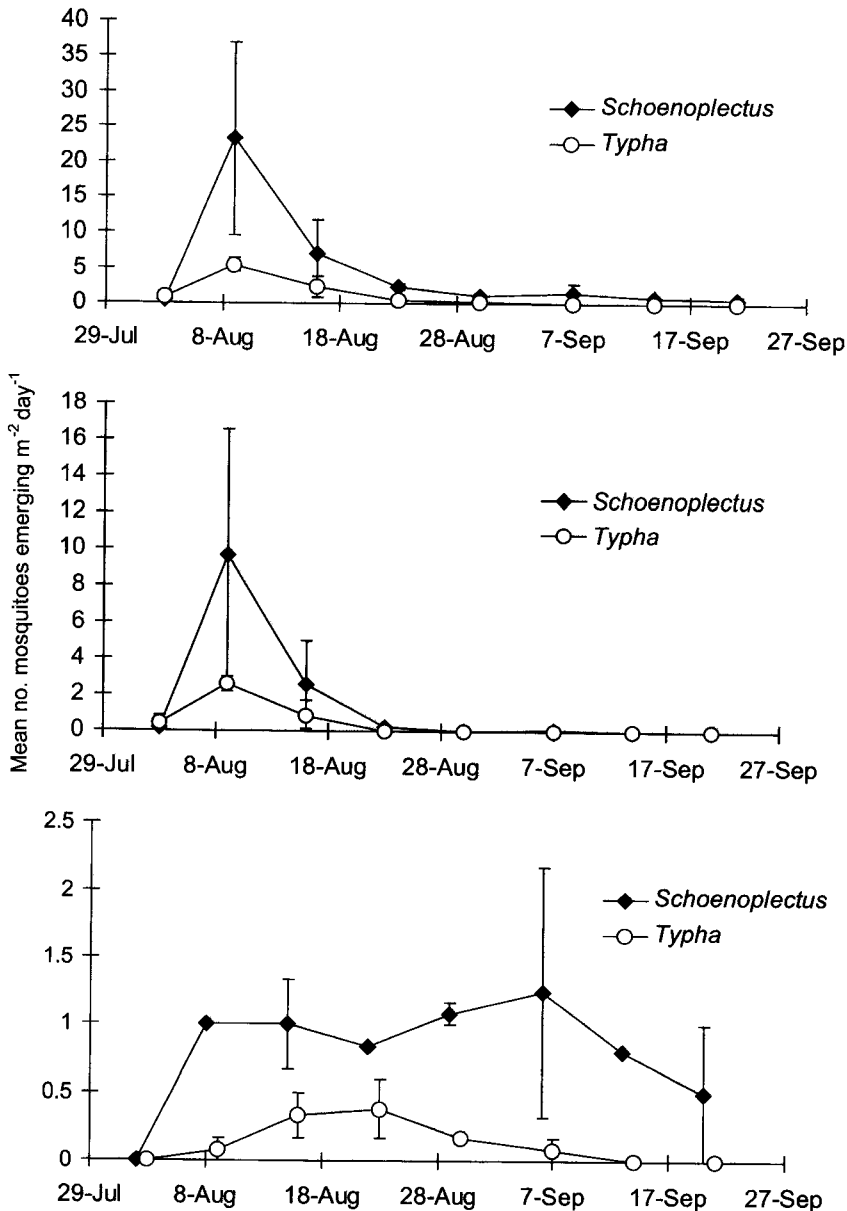 40
35
30
25
20
15
10
5
0
Schoenoplectus
Typha
29-Jul 8-Aug 18-Aug 28-Aug 7-Sep 17-Sep 27-Sep
Mean no. mosquitoes emerging m-2 day-1
18
16
14
12
10
8
6
4
2
0
Schoenoplectus
Typha
29-Jul 8-Aug 18-Aug 28-Aug 7-Sep 17-Sep 27-Sep
2.5
2
1.5
1
0.5
0
Schoenoplectus
Typha
29-Jul 8-Aug 18-Aug 28-Aug 7-Sep 17-Sep 27-Sep